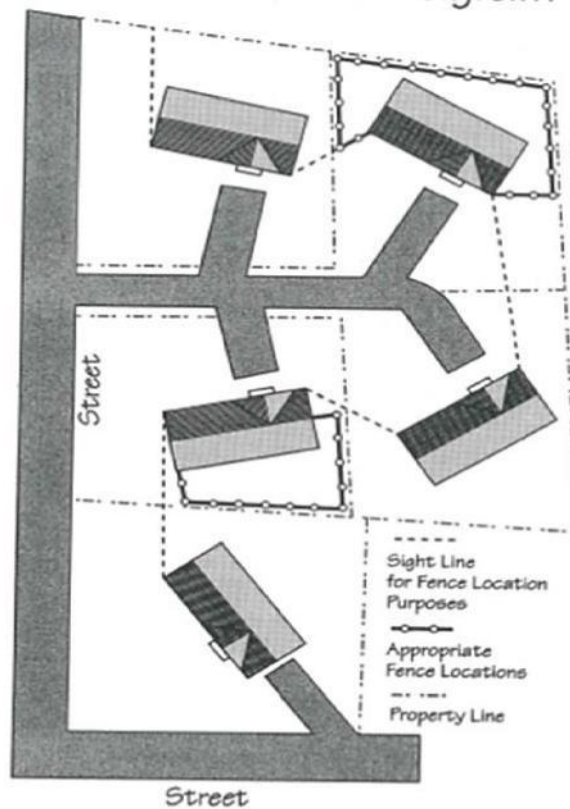 Street
Sight Line
for Fence Location
Purposes
Appropriate
Fence Locations
Property Line
Street